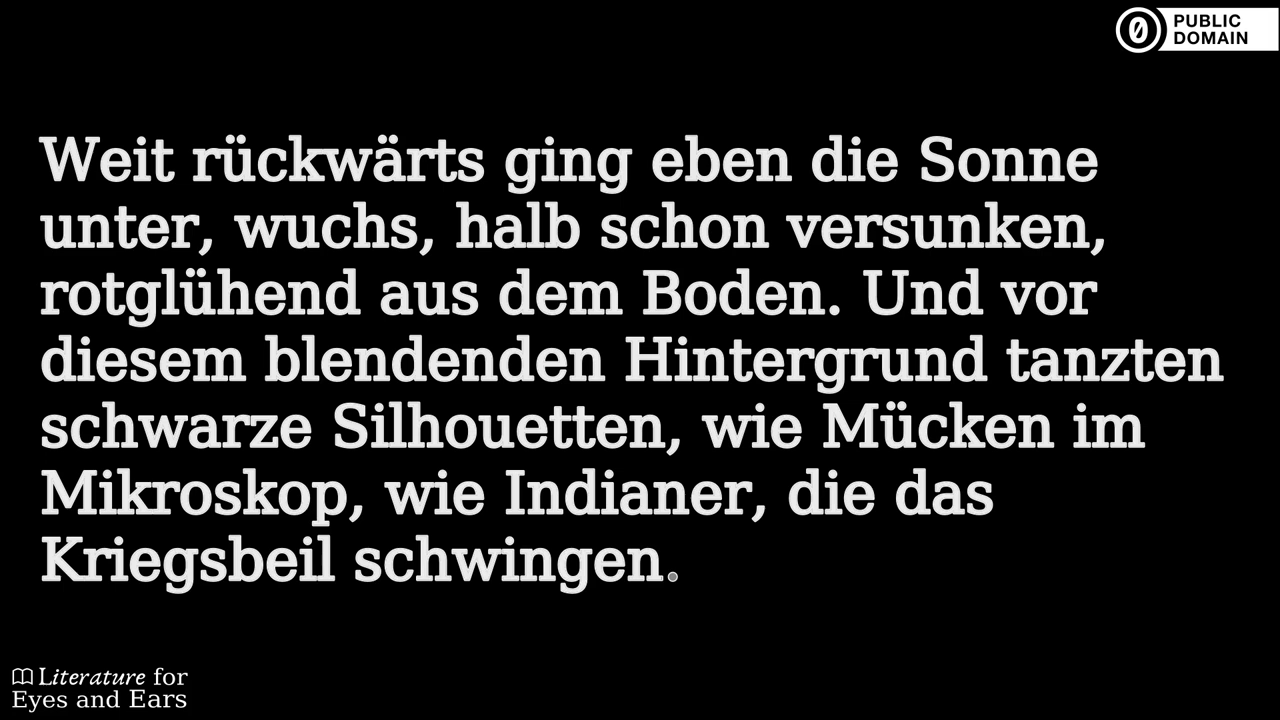 PUBLIC
DOMAIN
Weit rückwärts ging eben die Sonne
unter, wuchs, halb schon versunken,
rotglühend aus dem Boden. Und vor
diesem blendenden Hintergrund tanzten
schwarze Silhouetten, wie Mücken im
Mikroskop, wie Indianer, die das
Kriegsbeil schwingen.
Literature for
Eyes and Ears